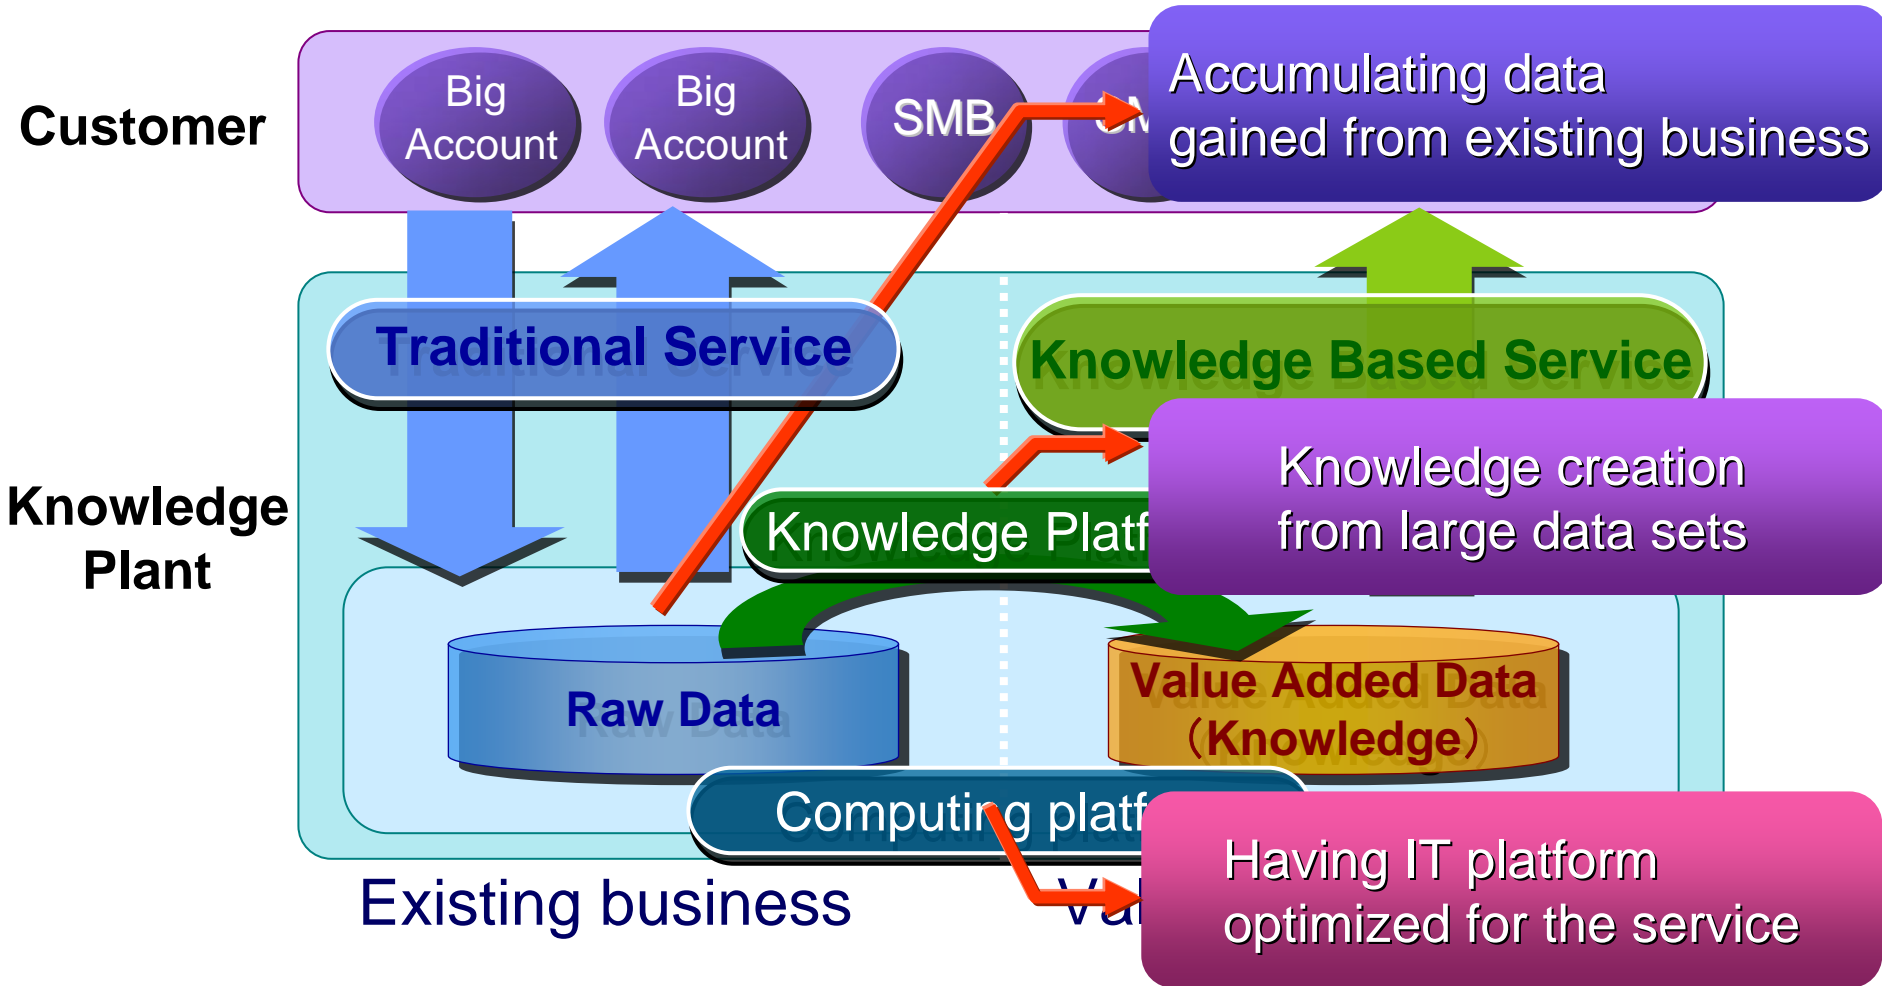 Customer
Big
Account
Big
Account
SMB
Accumulating data
gained from existing business
Traditional Service
Knowledge Based Service
Knowledge
Plant
Knowledge
Knowledge creation
from large data sets
Raw Data
Value Added Data
（Knowledge）
Computing
Having IT platform
optimized for the service
Existing business